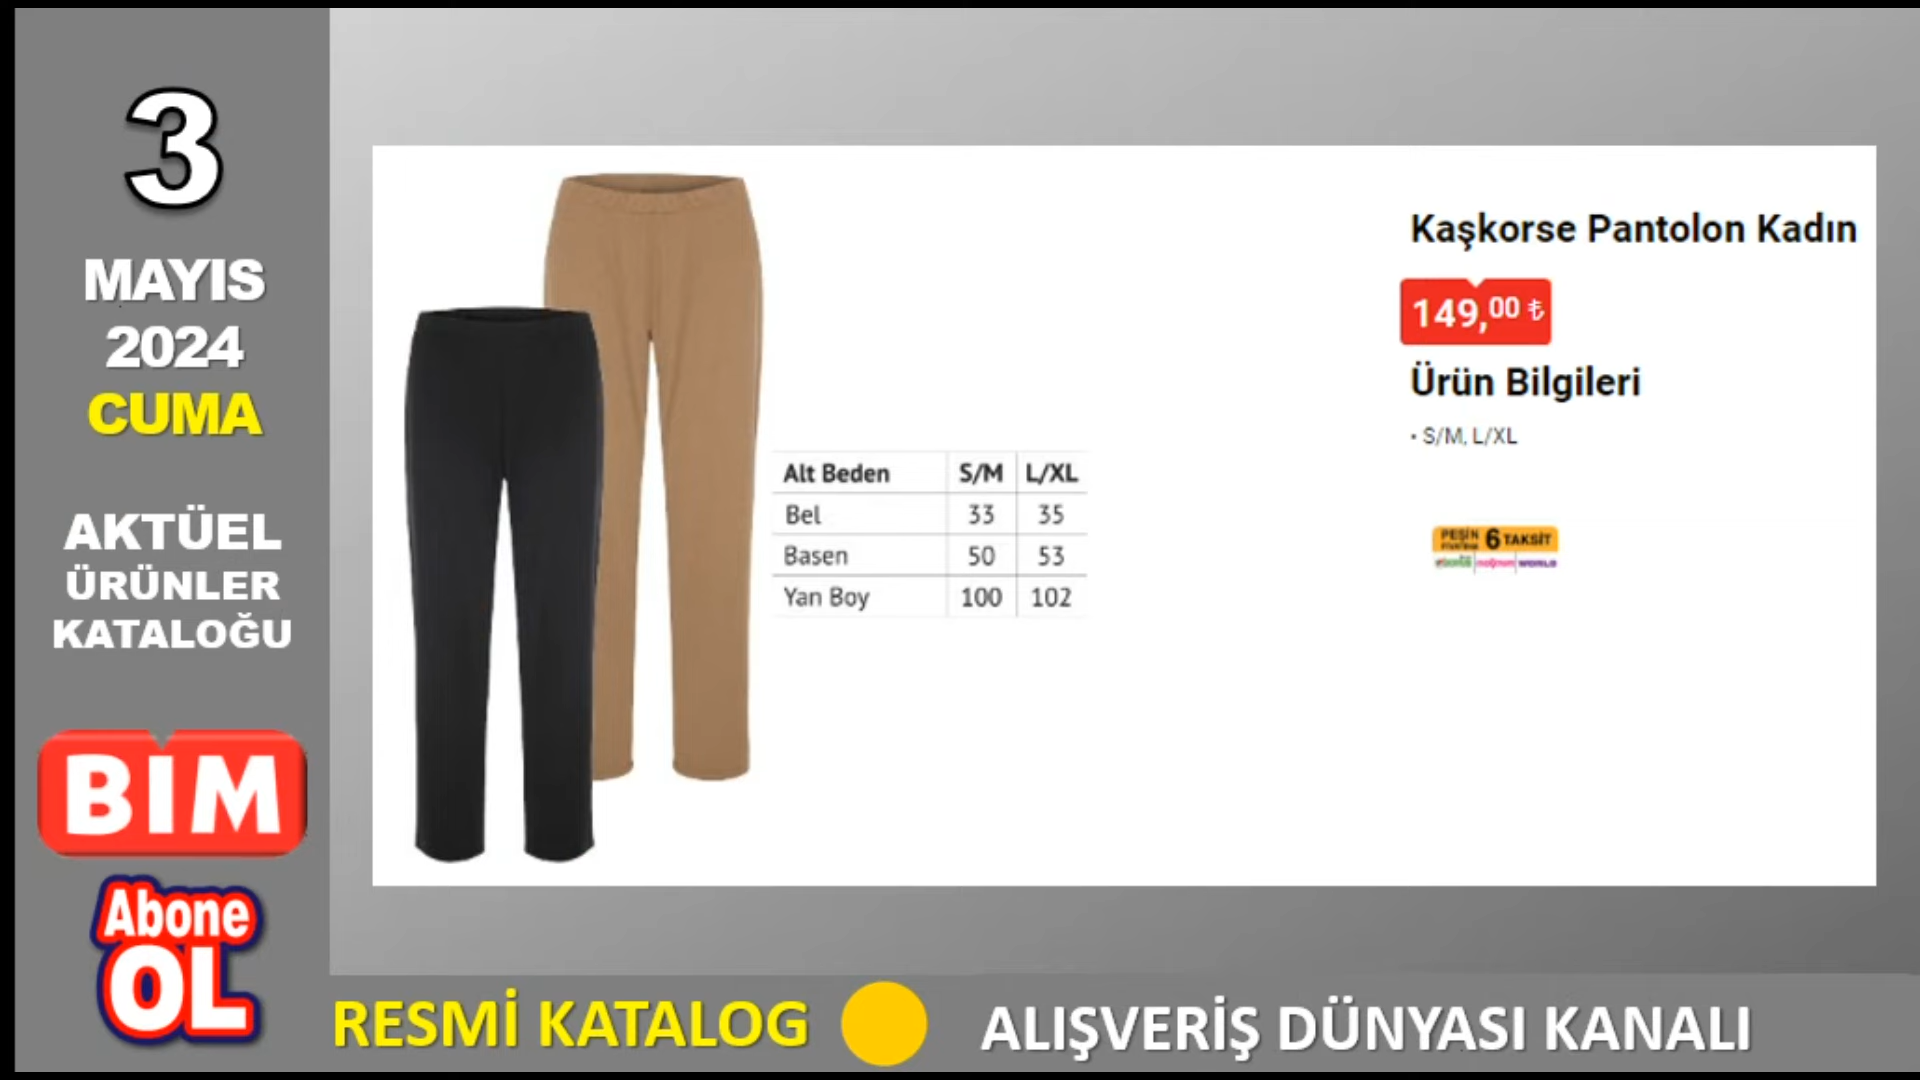 3
MAYIS
2024
CUMA
AKTÜEL
ÜRÜNLER
KATALOĞU
BIM
Abone
OL
Alt Beden S/M L/XL
Bel 33 35
Basen 50 53
Yan Boy 100 102
Kaşkorse Pantolon Kadın
149,00 ₺
Ürün Bilgileri
• S/M, L/XL
PEŞİN
6 TAKSİT
RESMİ KATALOG
ALIŞVERİŞ DÜNYASI KANALI